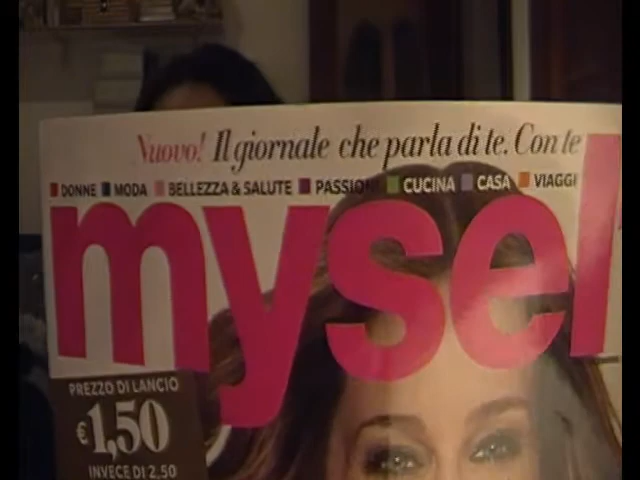 Nuovo! Il giornale che parla di te. Con te
DONNE MODA BELLEZZA & SALUTE PASSIONI CUCINA CASA VIAGGI
mysel
PREZZO DI LANCIO
€1,50
INVECE DI 2,50